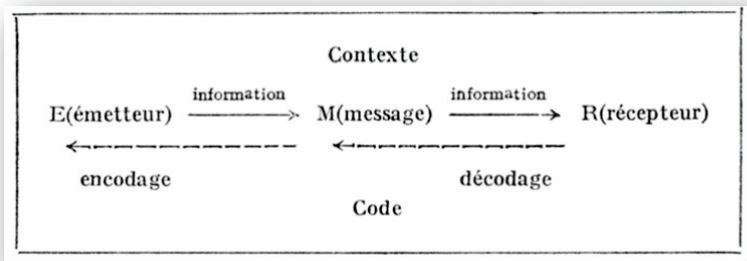 Contexte
information information
E(émetteur) M(message) R(récepteur)
encodage décodage
Code